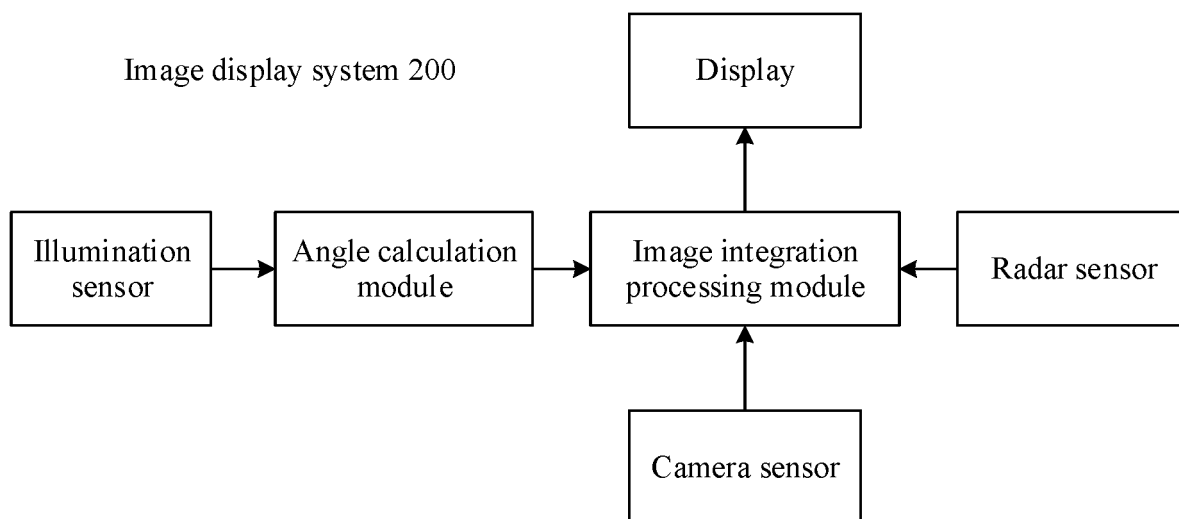 Image display system 200
Display
Illumination
sensor
Angle calculation
module
Image integration
processing module
Radar sensor
Camera sensor